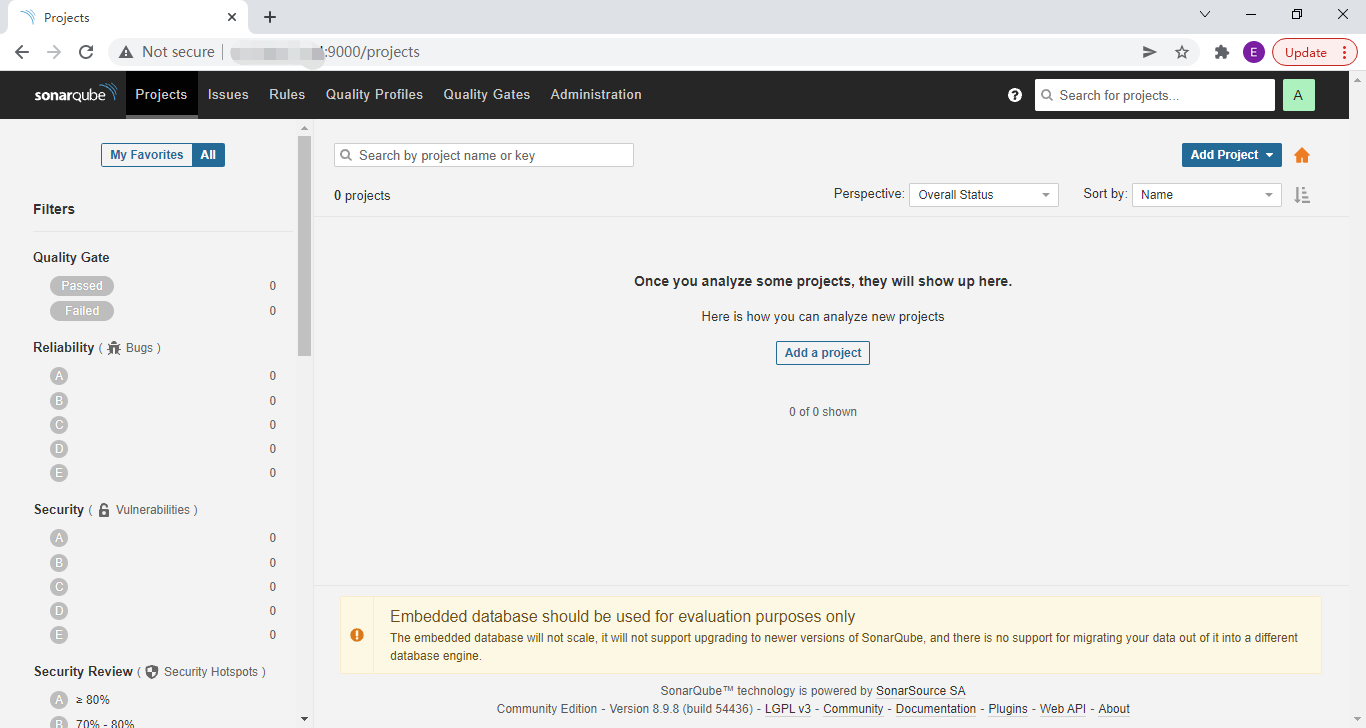 Projects
Not secure
:9000/projects
E
Update
sonarqube
Projects Issues Rules Quality Profiles Quality Gates Administration
Search for projects...
A
My Favorites All
Search by project name or key
Add Project
0 projects
Perspective: Overall Status
Sort by: Name
Filters
Quality Gate
Passed 0
Failed 0
Reliability ( Bugs )
A 0
B 0
C 0
D 0
E 0
Security ( Vulnerabilities )
A 0
B 0
C 0
D 0
E 0
Security Review ( Security Hotspots )
A ≥ 80%
B 70% - 80%
Once you analyze some projects, they will show up here.
Here is how you can analyze new projects
Add a project
0 of 0 shown
Embedded database should be used for evaluation purposes only
The embedded database will not scale, it will not support upgrading to newer versions of SonarQube, and there is no support for migrating your data out of it into a different
database engine.
SonarQube™ technology is powered by SonarSource SA
Community Edition - Version 8.9.8 (build 54436) - LGPL v3 - Community - Documentation - Plugins - Web API - About